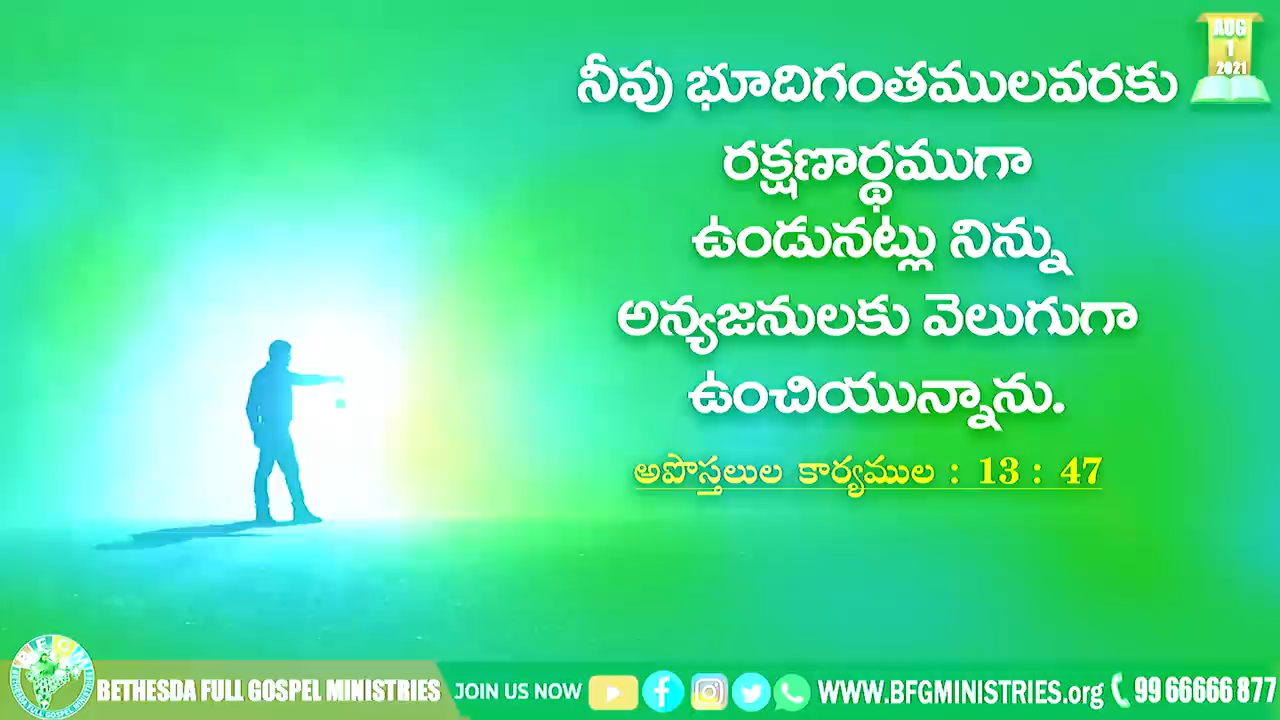 AUG
1
2021
నీవు భూదిగంతములవరకు
రక్షణార్థముగా
ఉండునట్లు నిన్ను
అన్యజనులకు వెలుగుగా
ఉంచియున్నాను.
అపొస్తలుల కార్యముల : 13 : 47
BFGM
BETHESDA FULL GOSPEL MINISTRIES JOIN US NOW WWW.BFGMINISTRIES.org 99 66666 877